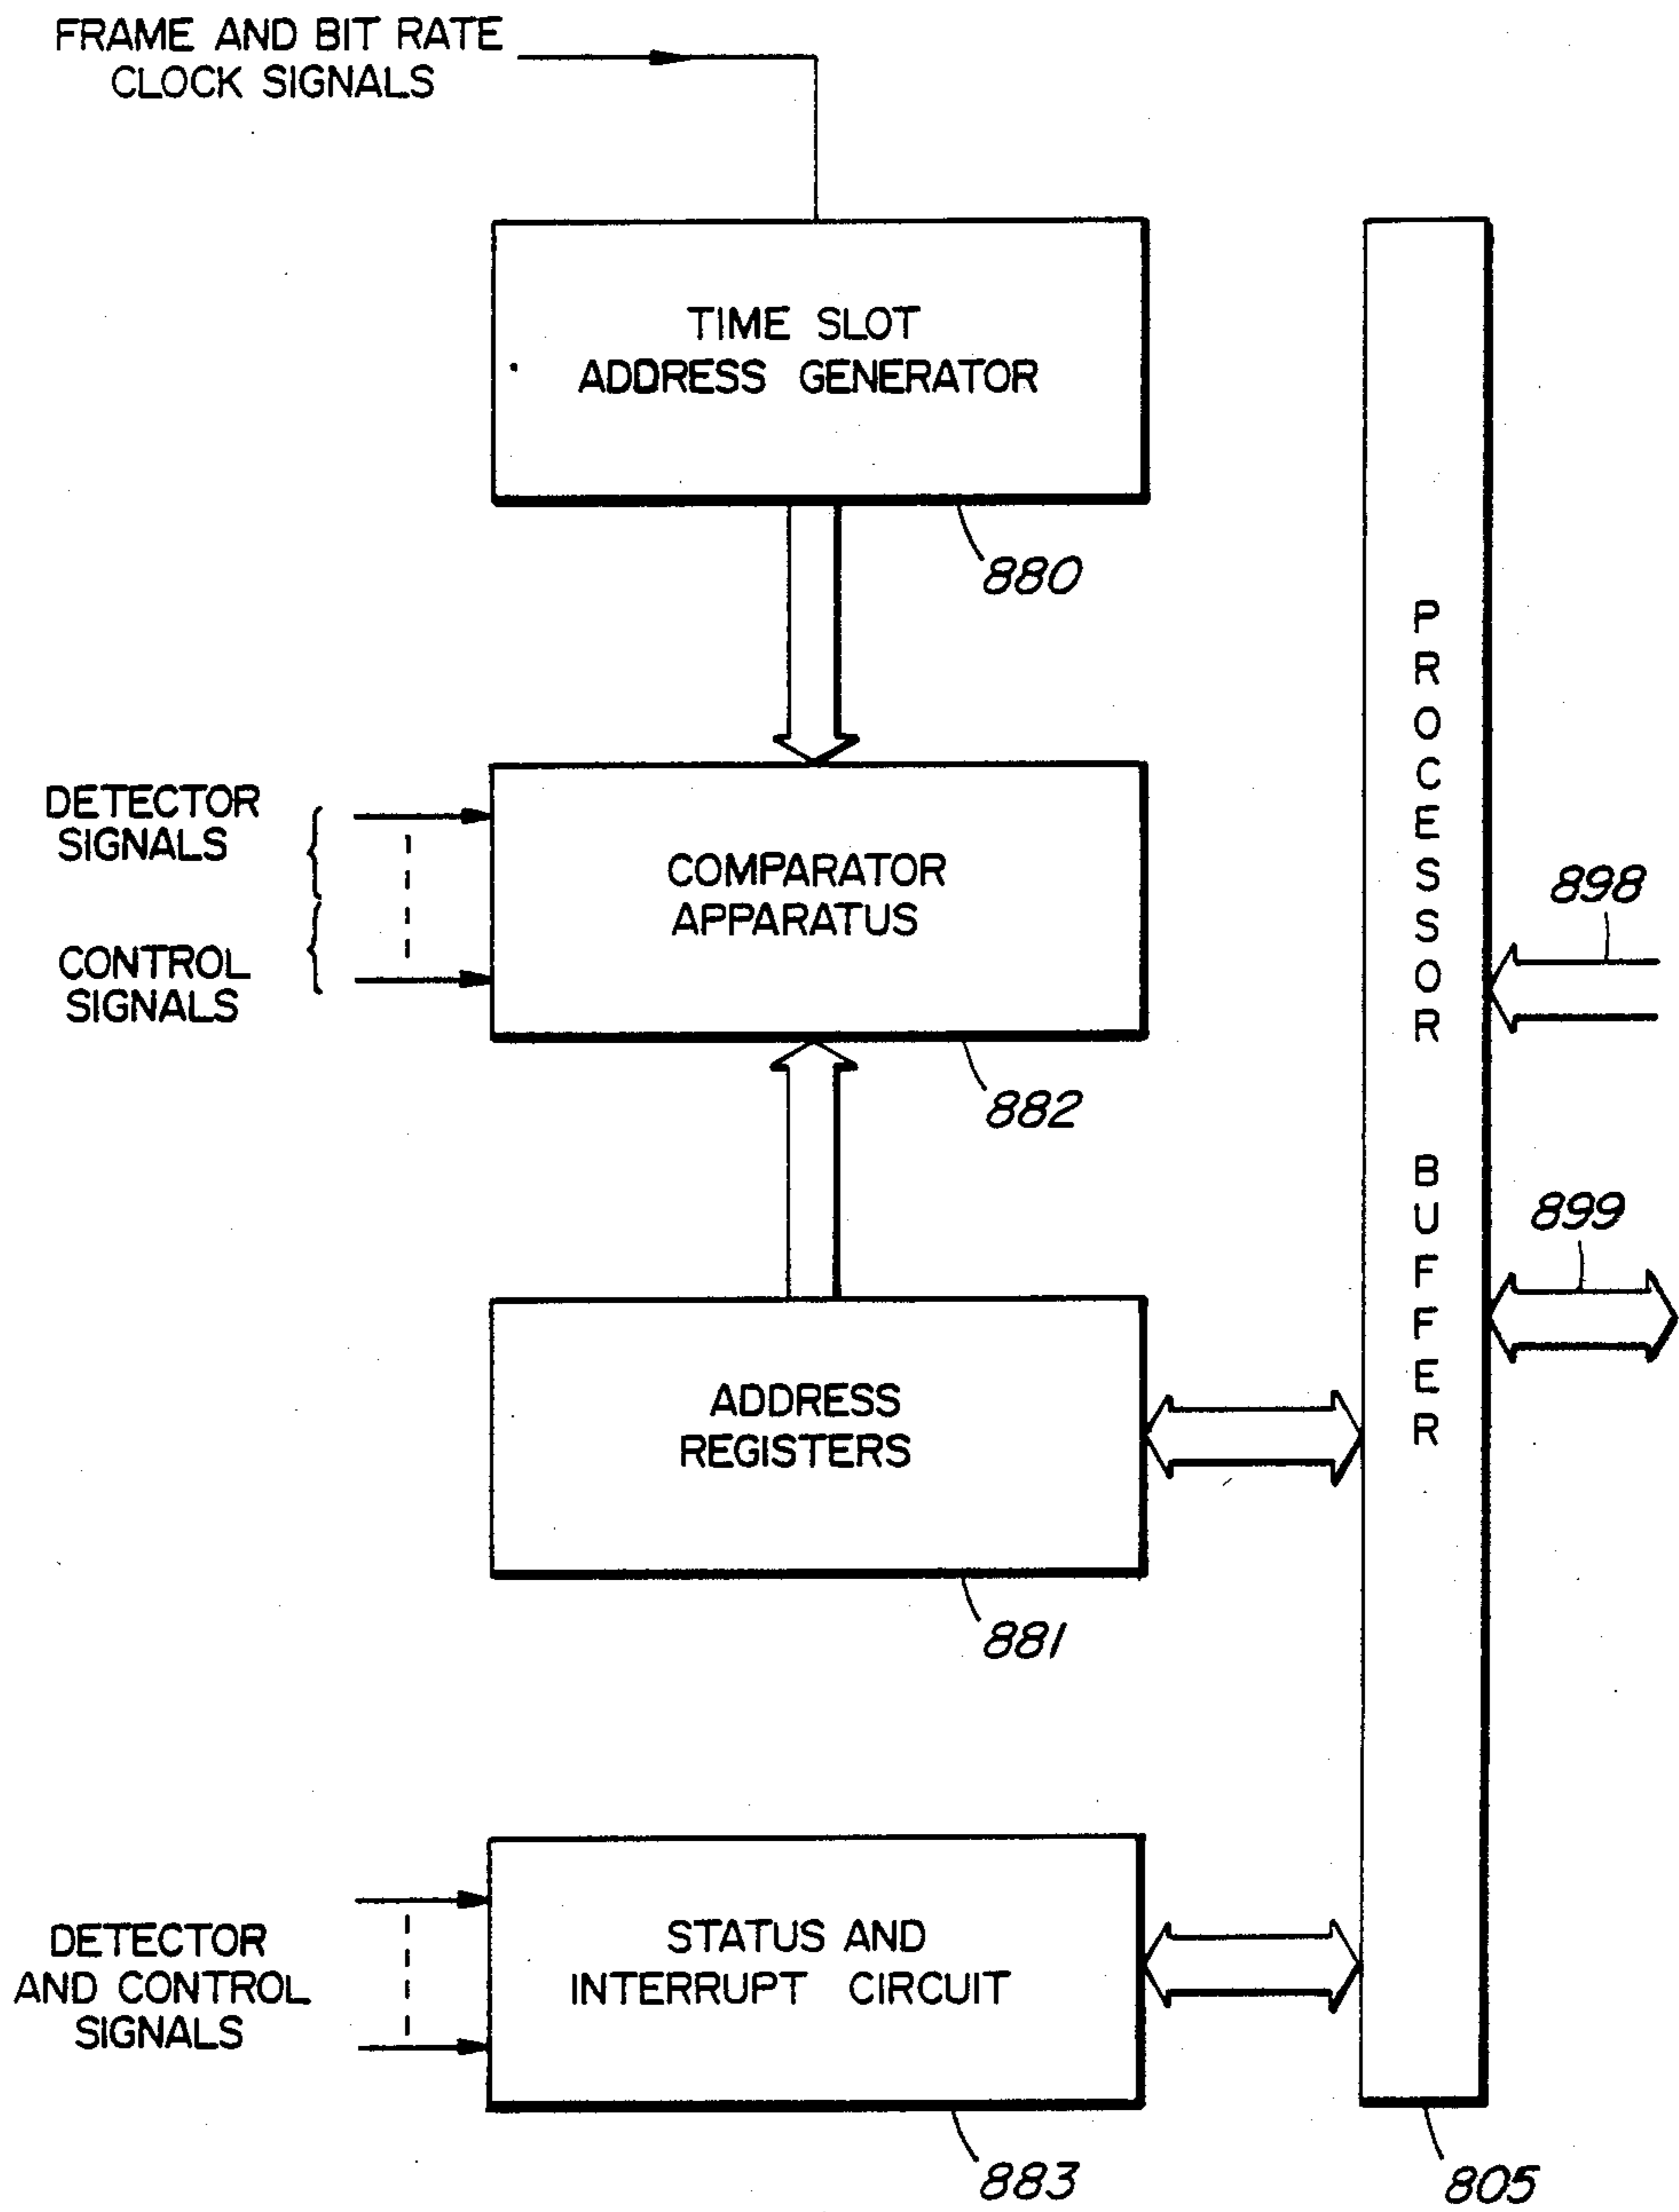 FRAME AND BIT RATE
CLOCK SIGNALS
TIME SLOT
ADDRESS GENERATOR
880
DETECTOR
SIGNALS
CONTROL
SIGNALS
COMPARATOR
APPARATUS
882
PROCESSOR BUFFER
898
899
ADDRESS
REGISTERS
881
DETECTOR
AND CONTROL
SIGNALS
STATUS AND
INTERRUPT CIRCUIT
883
805